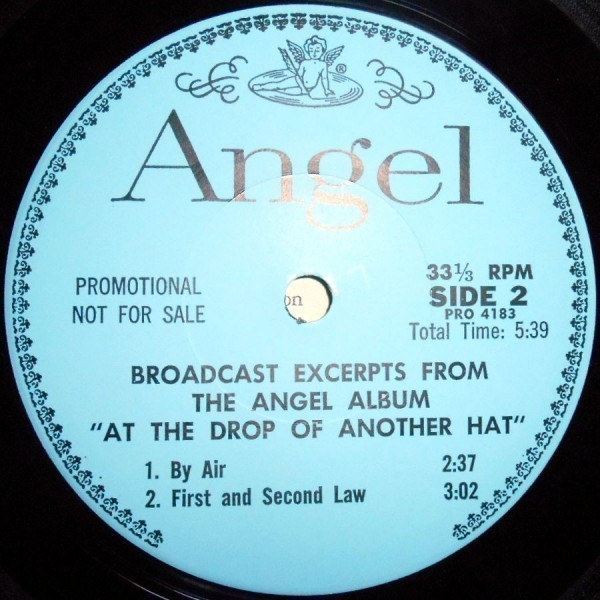 ®
Angel
PROMOTIONAL
NOT FOR SALE
33⅓ RPM
SIDE 2
PRO 4183
Total Time: 5:39
on
BROADCAST EXCERPTS FROM
THE ANGEL ALBUM
"AT THE DROP OF ANOTHER HAT"
1. By Air 2:37
2. First and Second Law 3:02